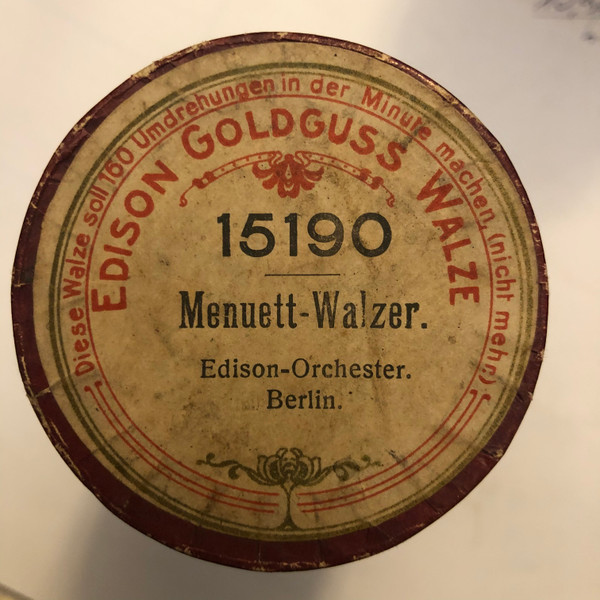 Diese Walze soll 160 Umdrehungen in der Minute machen, (nicht mehr.)
EDISON GOLDGUSS WALZE
15190
Menuett-Walzer.
Edison-Orchester.
Berlin.